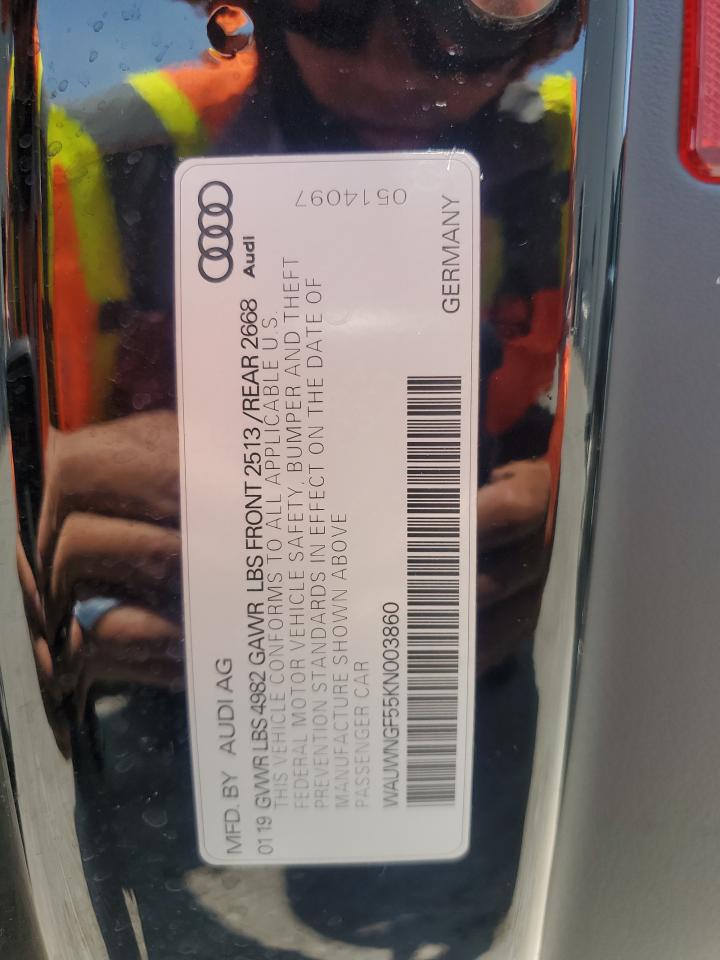 MFD. BY AUDI AG
01 19 GVWR LBS 4982 GAWR LBS FRONT 2513 /REAR 2668
THIS VEHICLE CONFORMS TO ALL APPLICABLE U.S.
FEDERAL MOTOR VEHICLE SAFETY, BUMPER AND THEFT
PREVENTION STANDARDS IN EFFECT ON THE DATE OF
MANUFACTURE SHOWN ABOVE
PASSENGER CAR
WAUWNGF55KN003860
Audi
0514097
GERMANY